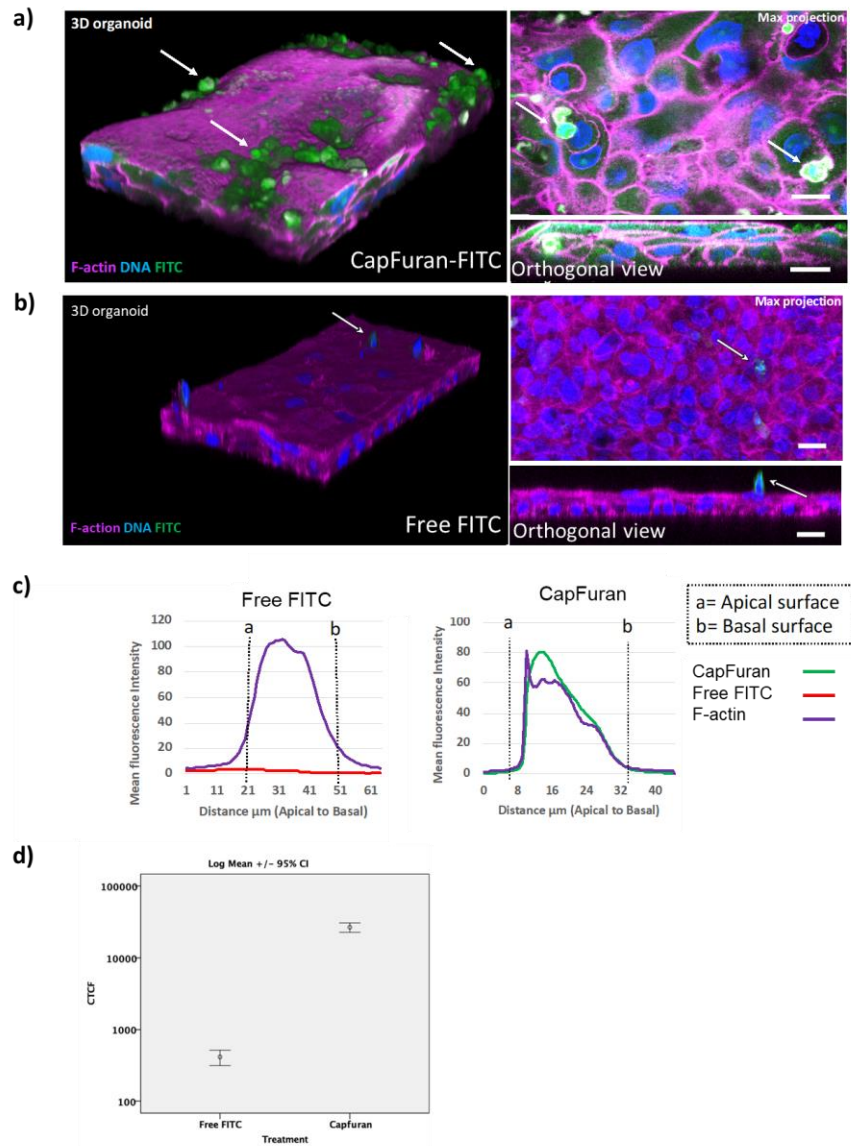 a)
3D organoid
F-actin DNA FITC
CapFuran-FITC
Max projection
Orthogonal view
b)
3D organoid
F-action DNA FITC
Free FITC
Max projection
Orthogonal view
c)
Free FITC
a
b
Mean fluorescence Intensity
120
100
80
60
40
20
0
1 11 21 31 41 51 61
Distance µm (Apical to Basal)
CapFuran
a
b
Mean fluorescence Intensity
100
80
60
40
20
0
0 8 16 24 32 40
Distance µm (Apical to Basal)
a= Apical surface
b= Basal surface
CapFuran
Free FITC
F-actin
d)
Log Mean +/- 95% CI
CTCF
100000
10000
1000
100
Free FITC
Capfuran
Treatment